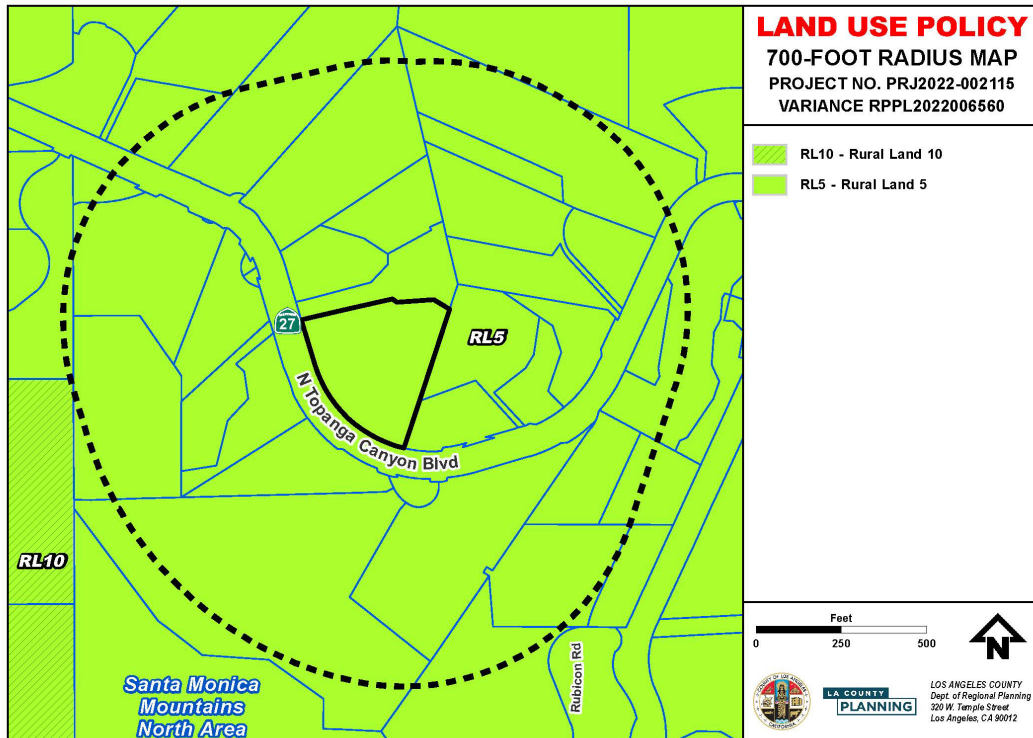 LAND USE POLICY
700-FOOT RADIUS MAP
PROJECT NO. PRJ2022-002115
VARIANCE RPPL2022006560
RL10 - Rural Land 10
RL5 - Rural Land 5
27
RL5
N Topanga Canyon Blvd
RL10
Rubicon Rd
Santa Monica
Mountains
North Area
Feet
0 250 500
N
LA COUNTY
PLANNING
LOS ANGELES COUNTY
Dept. of Regional Planning
320 W. Temple Street
Los Angeles, CA 90012